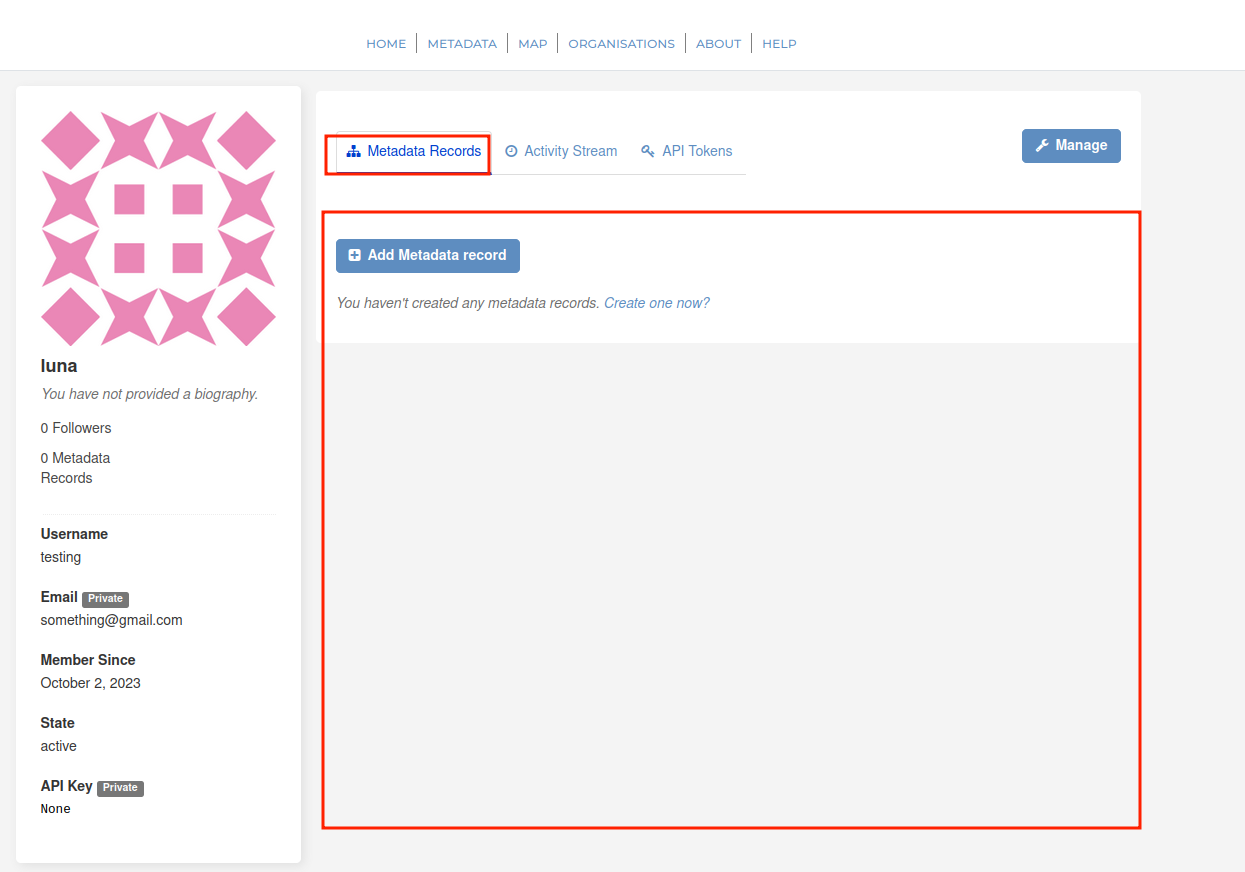 HOME METADATA MAP ORGANISATIONS ABOUT HELP
Metadata Records Activity Stream API Tokens Manage
Add Metadata record
You haven't created any metadata records. Create one now?
luna
You have not provided a biography.
0 Followers
0 Metadata
Records
Username
testing
Email Private
something@gmail.com
Member Since
October 2, 2023
State
active
API Key Private
None